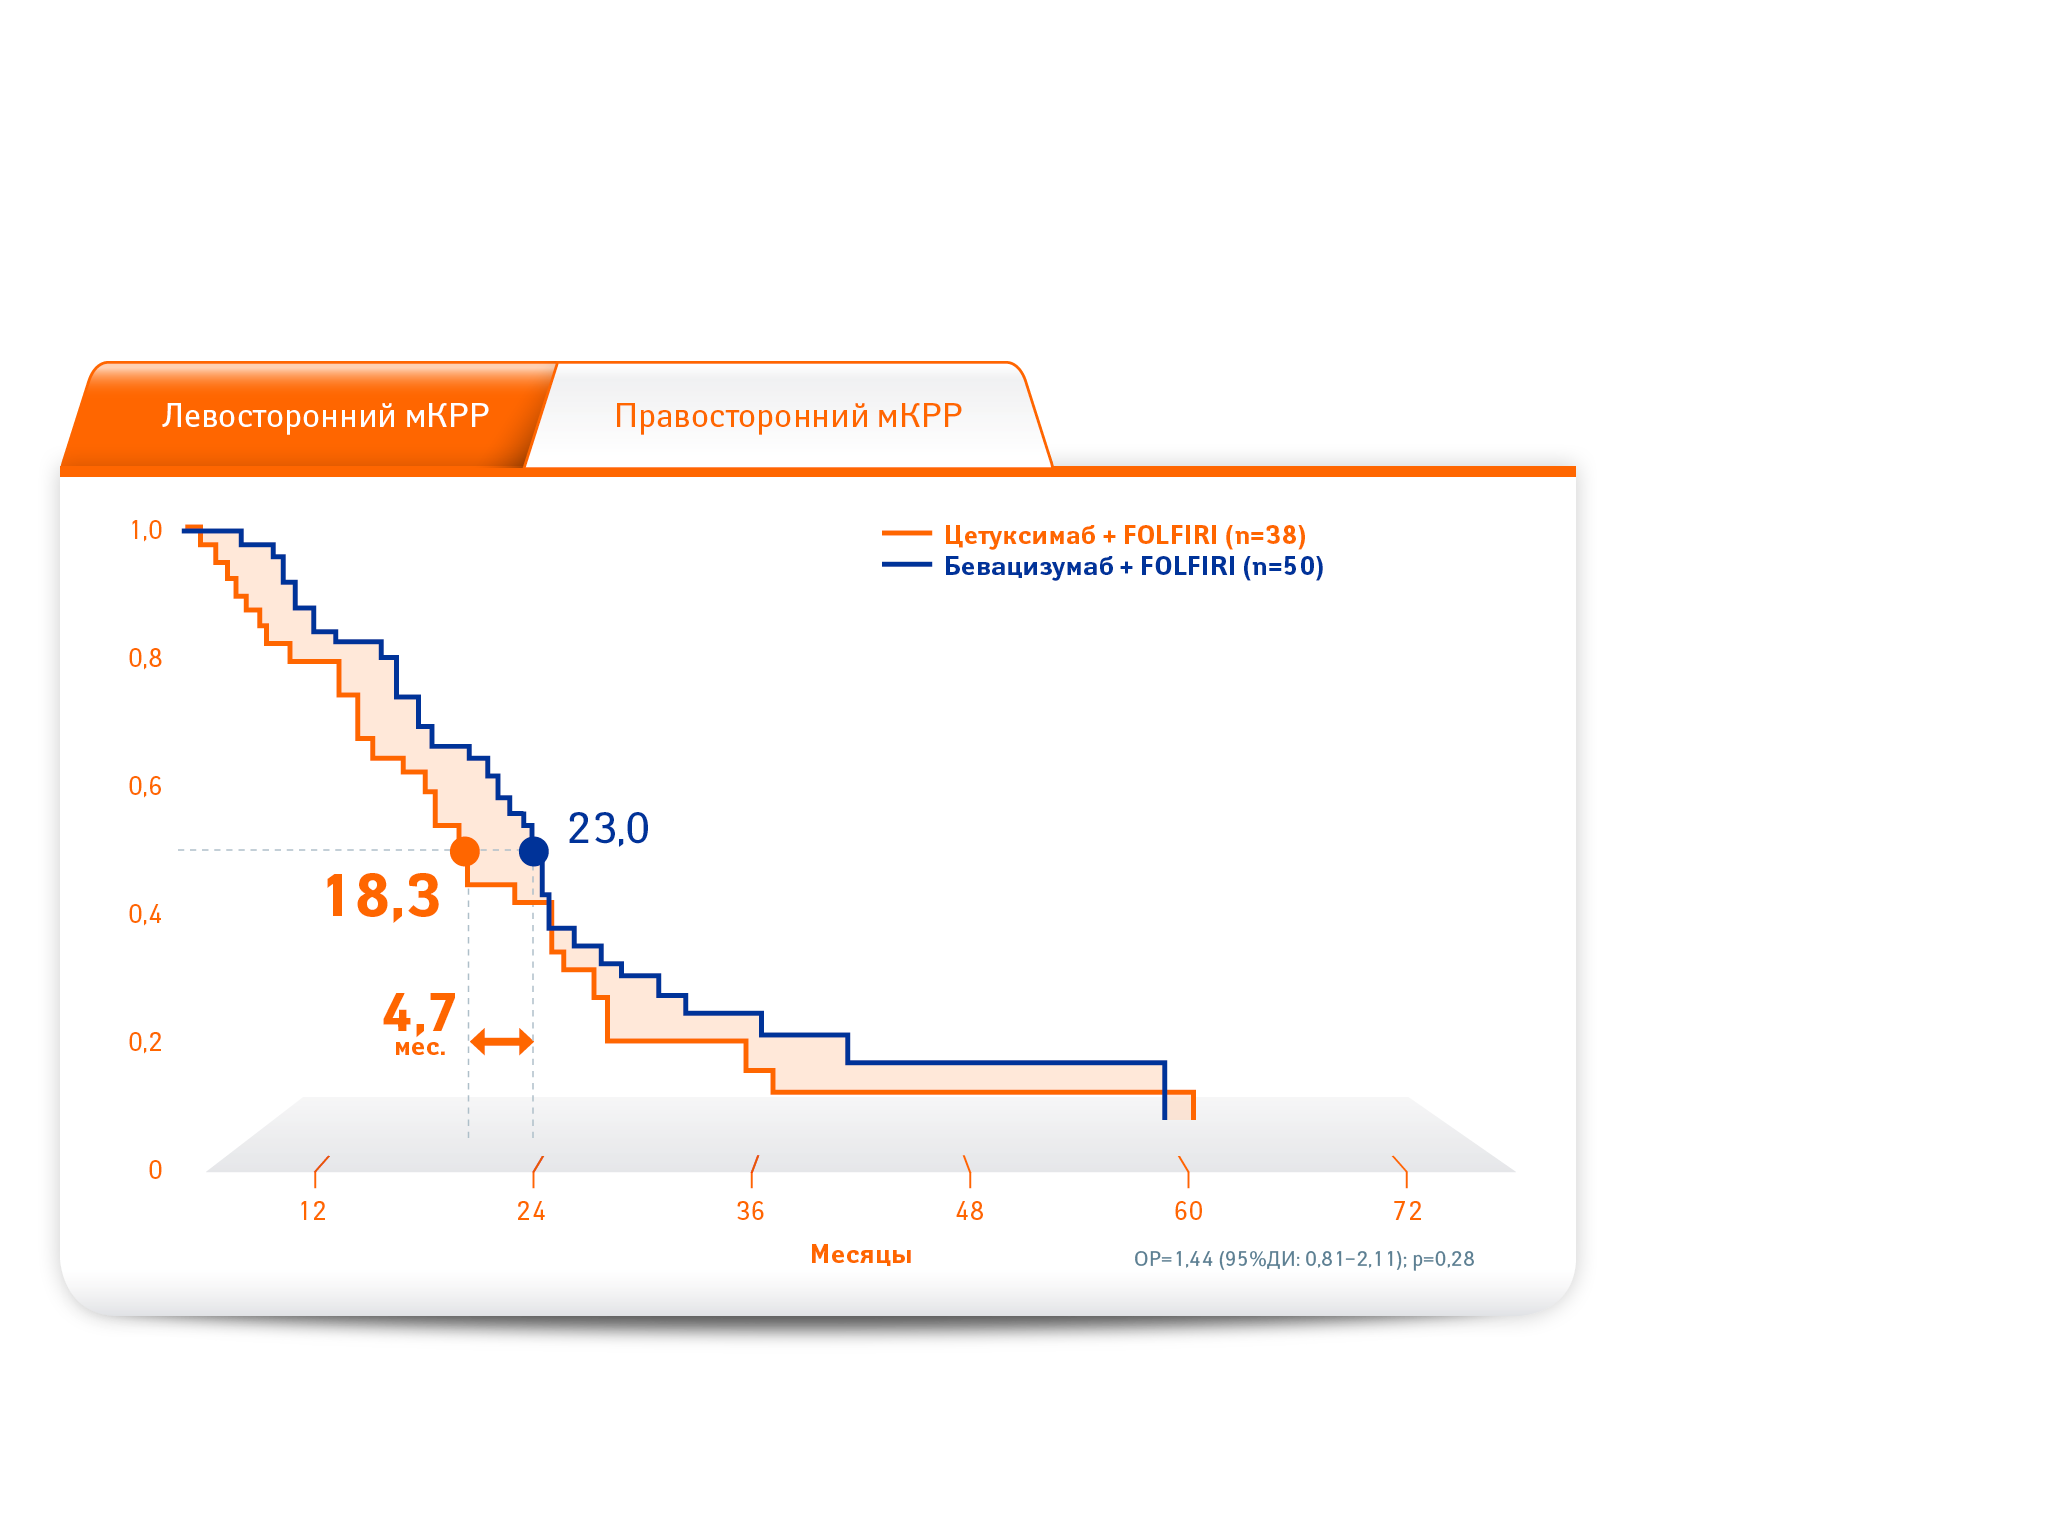 Левосторонний мКРР
Правосторонний мКРР
1,0
Цетуксимаб + FOLFIRI (n=38)
Бевацизумаб + FOLFIRI (n=50)
0,8
0,6
23,0
18,3
0,4
4,7
мес.
0,2
0
12 24 36 48 60 72
Месяцы
ОР=1,44 (95%ДИ: 0,81–2,11); p=0,28